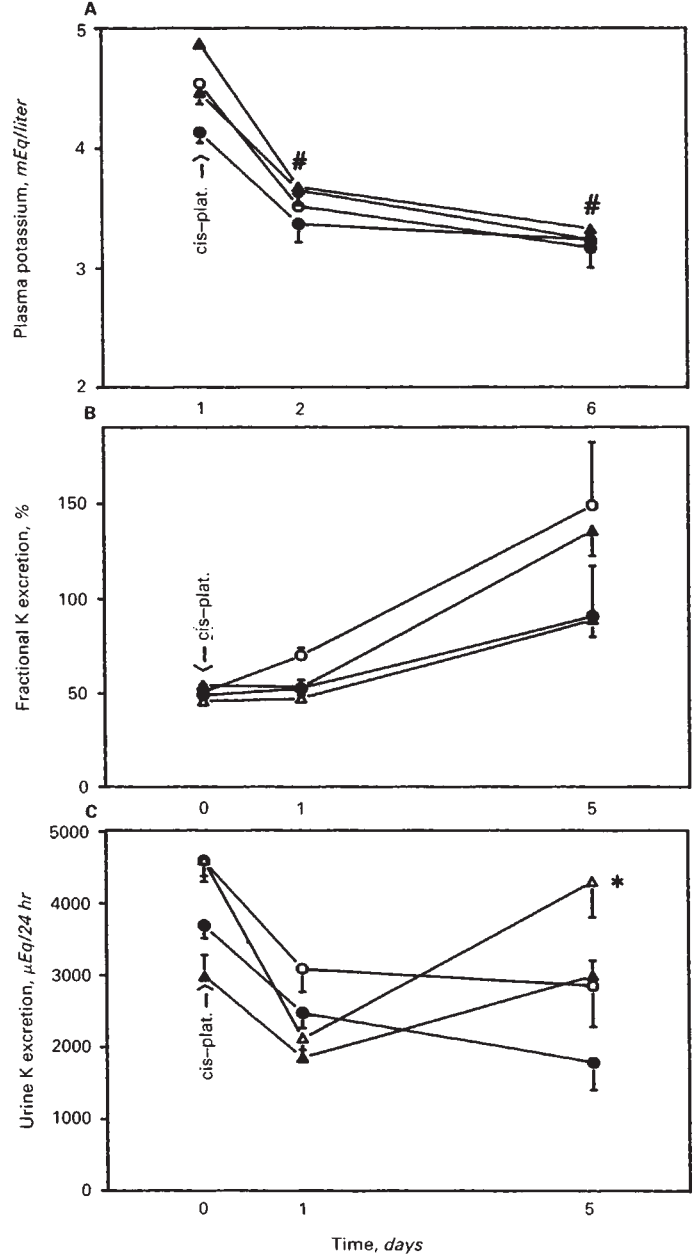 A
5
4
3
2
Plasma potassium, mEq/liter
cis–plat.
#
#
1 2 6
B
150
100
50
0
Fractional K excretion, %
cis–plat.
0 1 5
C
5000
4000
3000
2000
1000
0
Urine K excretion, µEq/24 hr
cis–plat.
*
0 1 5
Time, days